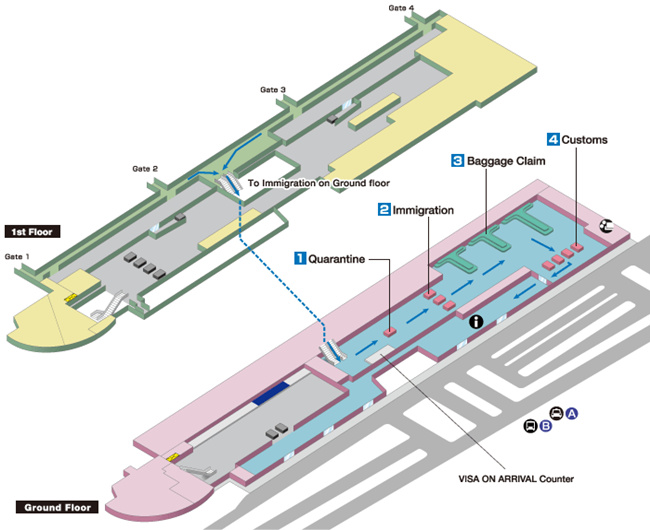 Gate 4
Gate 3
Gate 2
To Immigration on Ground floor
1st Floor
Gate 1
4 Customs
3 Baggage Claim
2 Immigration
1 Quarantine
i
A
B
VISA ON ARRIVAL Counter
Ground Floor